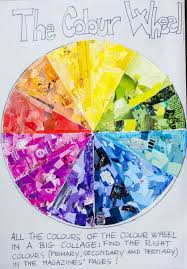 The Colour Wheel
ALL THE COLOURS OF THE COLOUR WHEEL
IN A BIG COLLAGE: FIND THE RIGHT
COLOURS (PRIMARY, SECONDARY AND TERTIARY)
IN THE MAGAZINES' PAGES!